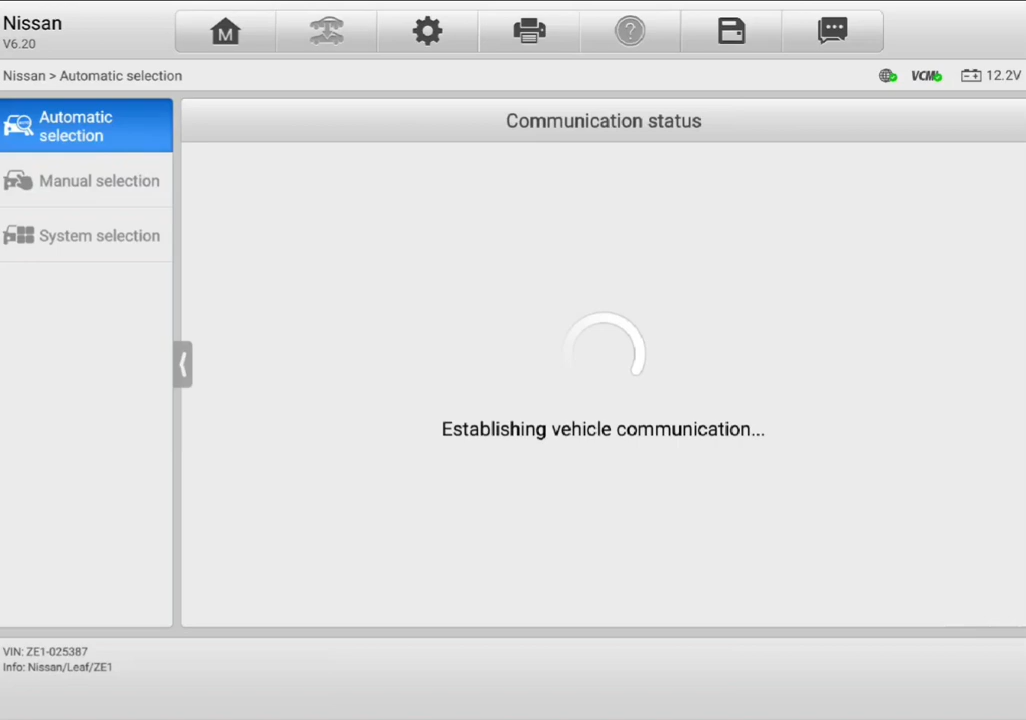 Nissan
V6.20
M
?
Nissan > Automatic selection
VCMI
12.2V
Automatic
selection
Manual selection
System selection
Communication status
Establishing vehicle communication...
VIN: ZE1-025387
Info: Nissan/Leaf/ZE1